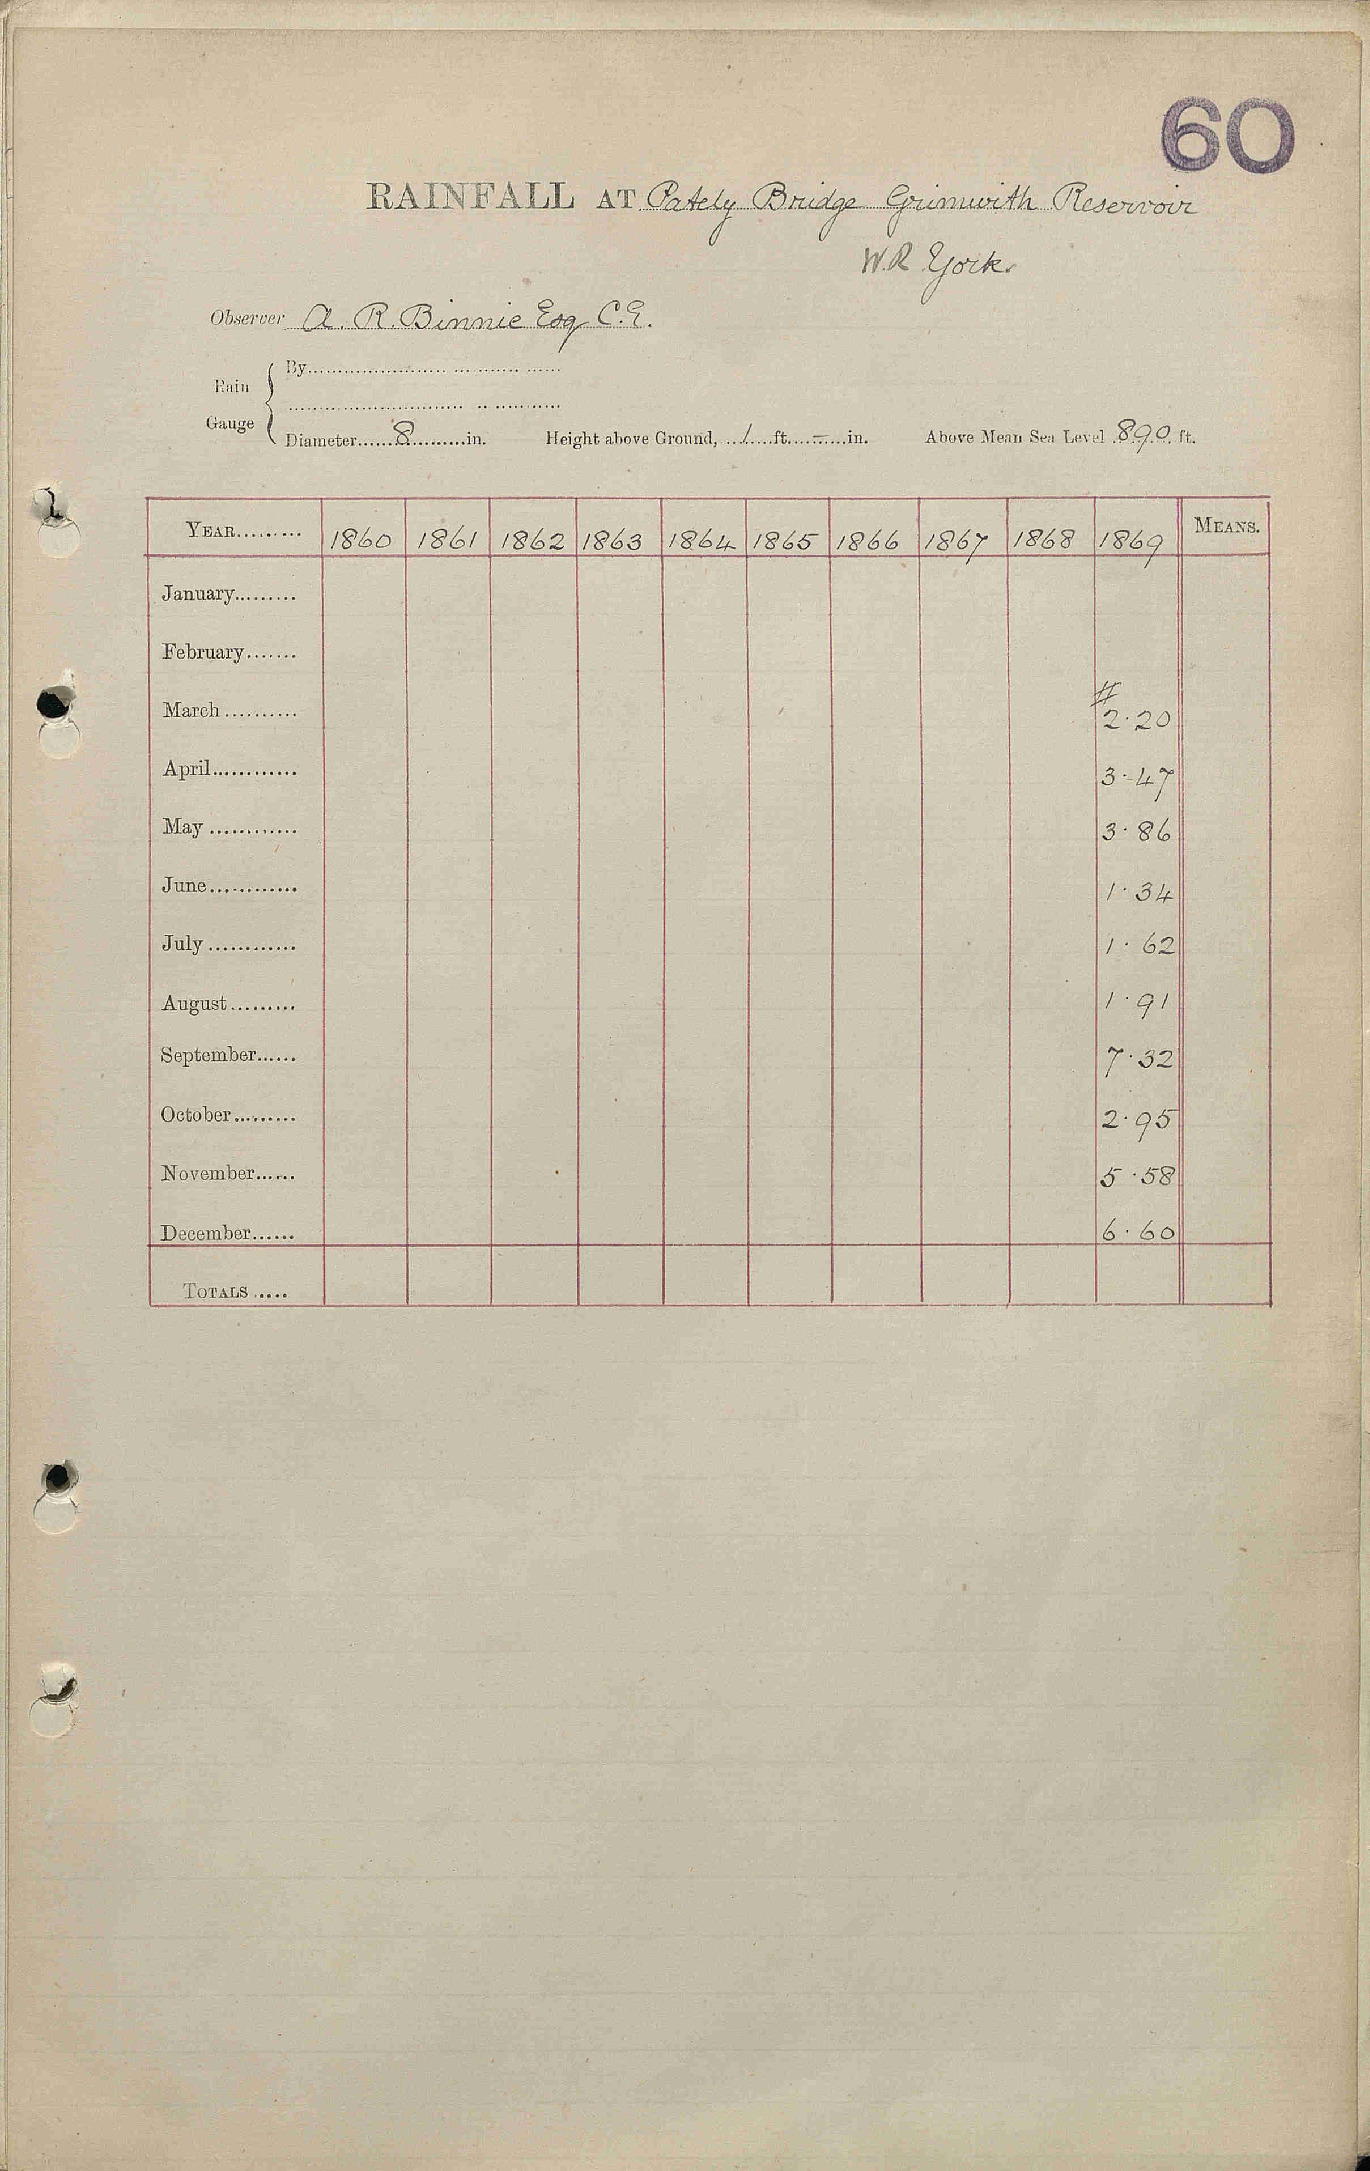 60
RAINFALL AT Pately Bridge Grimwith Reservoir
W.R York.
Observer A. R. Binnie Esq C.E.
Rain Gauge
By
Diameter 8 in. Height above Ground, 1 ft. – in. Above Mean Sea Level 890 ft.
YEAR 1860 1861 1862 1863 1864 1865 1866 1867 1868 1869 MEANS.
January
February
#
March 2.20
April 3.47
May 3.86
June 1.34
July 1.62
August 1.91
September 7.32
October 2.95
November 5.58
December 6.60
TOTALS